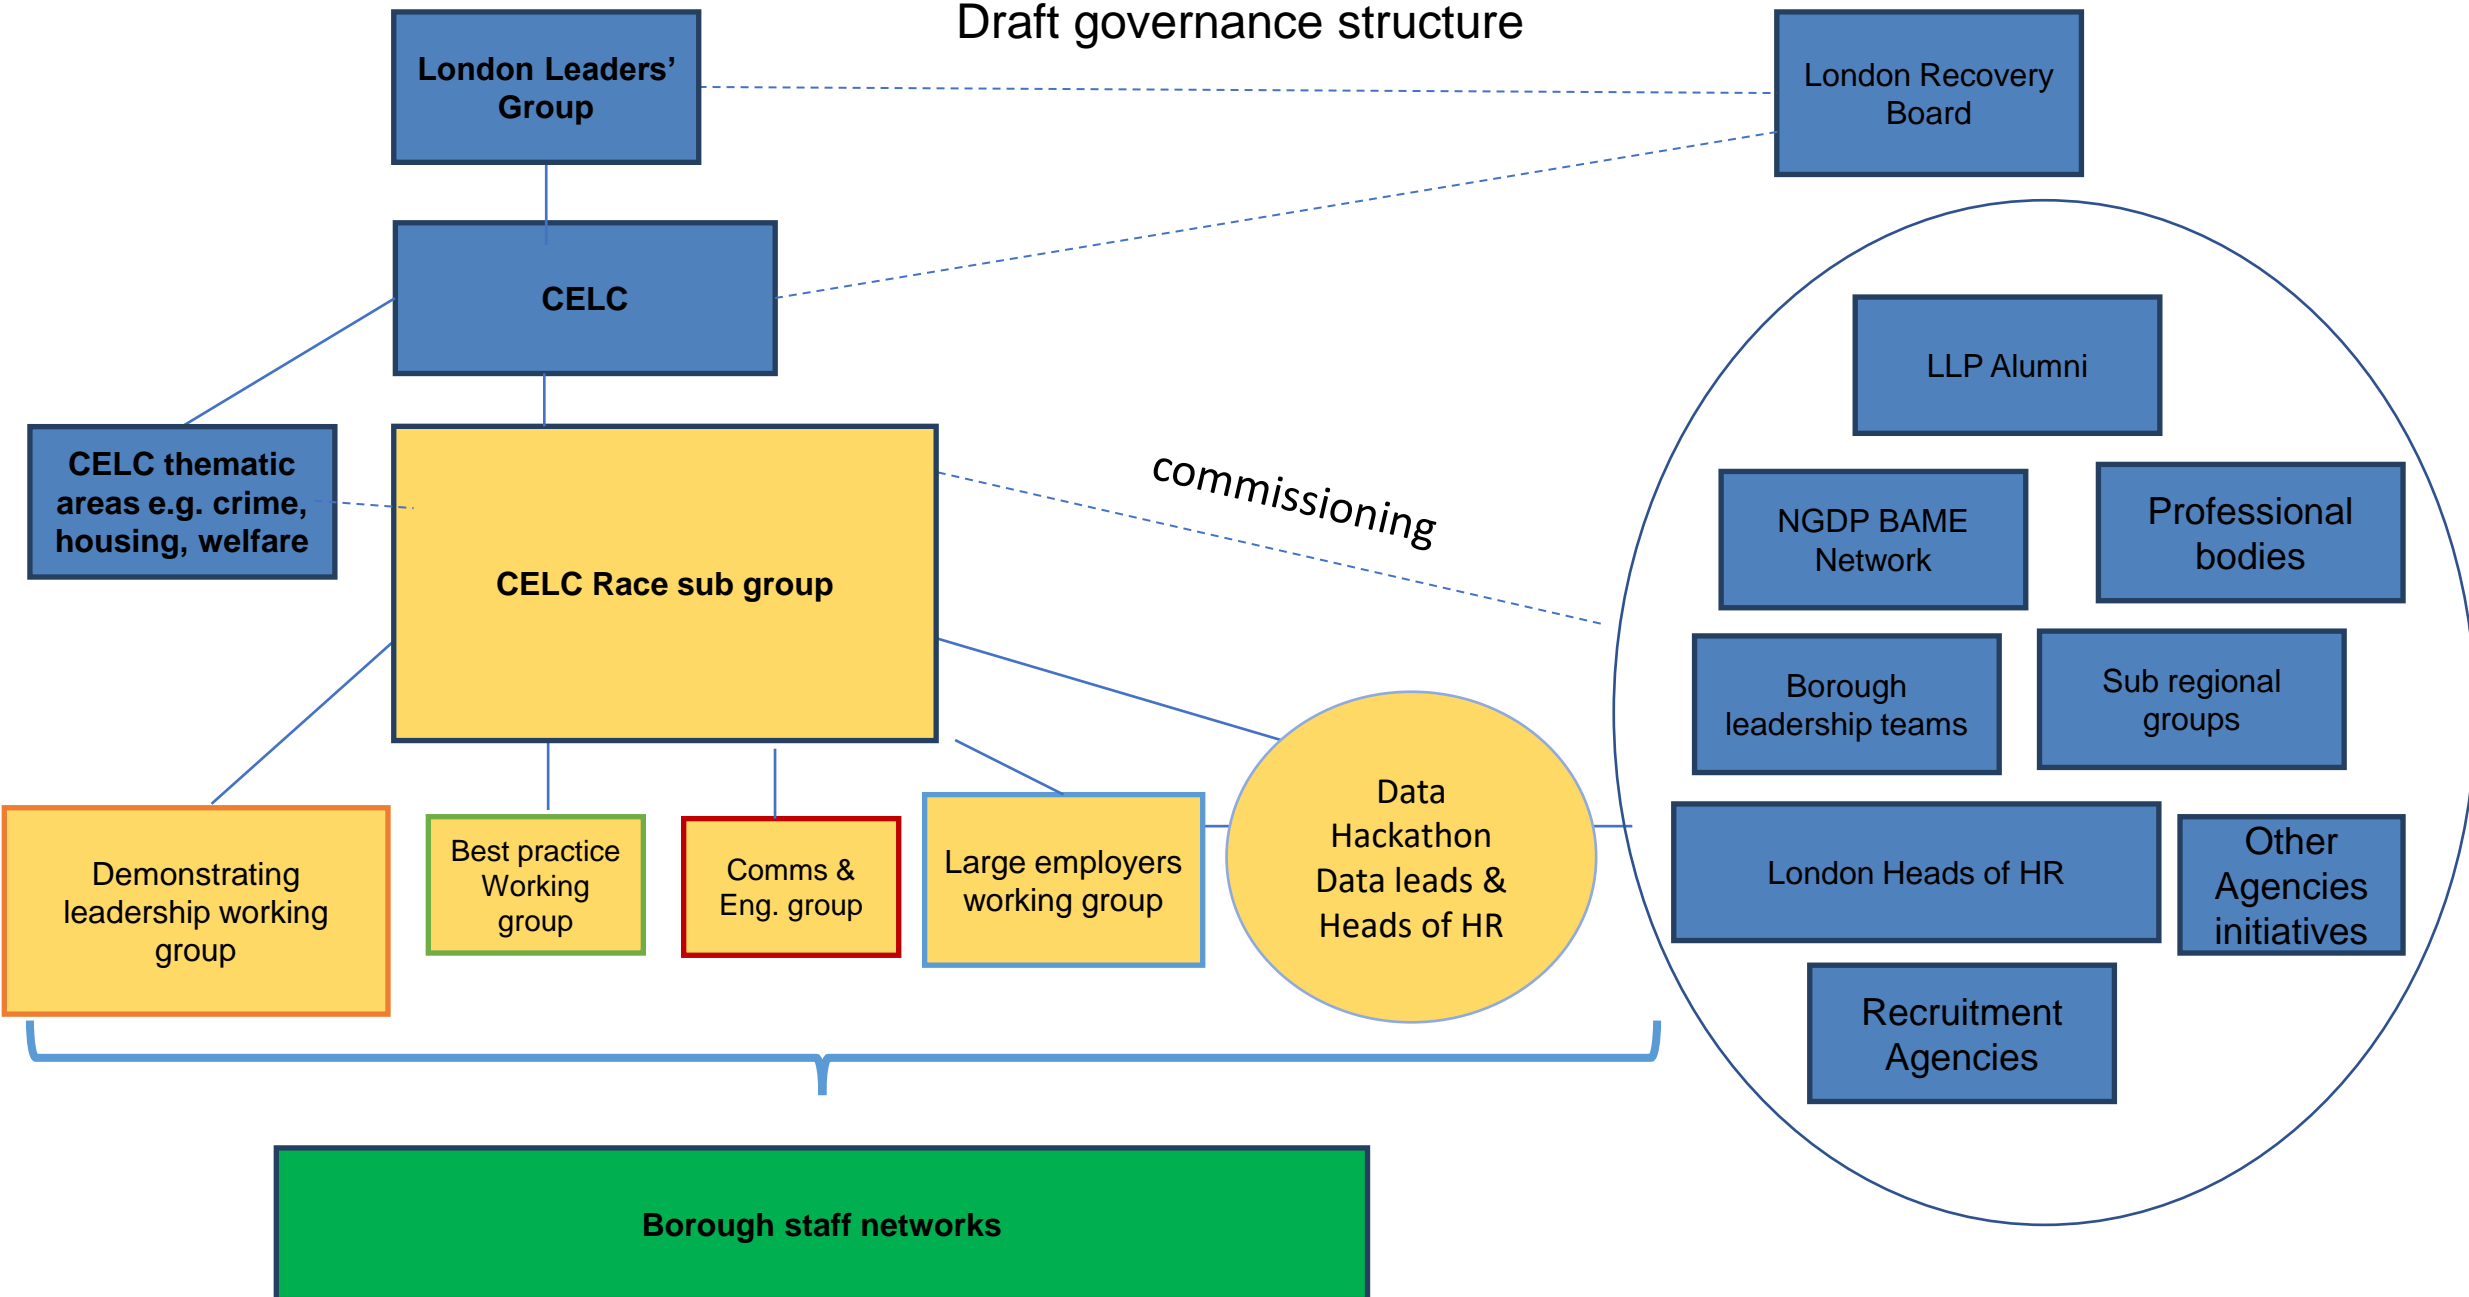 Draft governance structure
London Leaders’
Group
London Recovery
Board
CELC
LLP Alumni
CELC thematic
areas e.g. crime,
housing, welfare
CELC Race sub group
commissioning
NGDP BAME
Network
Professional
bodies
Borough
leadership teams
Sub regional
groups
Demonstrating
leadership working
group
Best practice
Working
group
Comms &
Eng. group
Large employers
working group
Data
Hackathon
Data leads &
Heads of HR
London Heads of HR
Other
Agencies
initiatives
Recruitment
Agencies
Borough staff networks